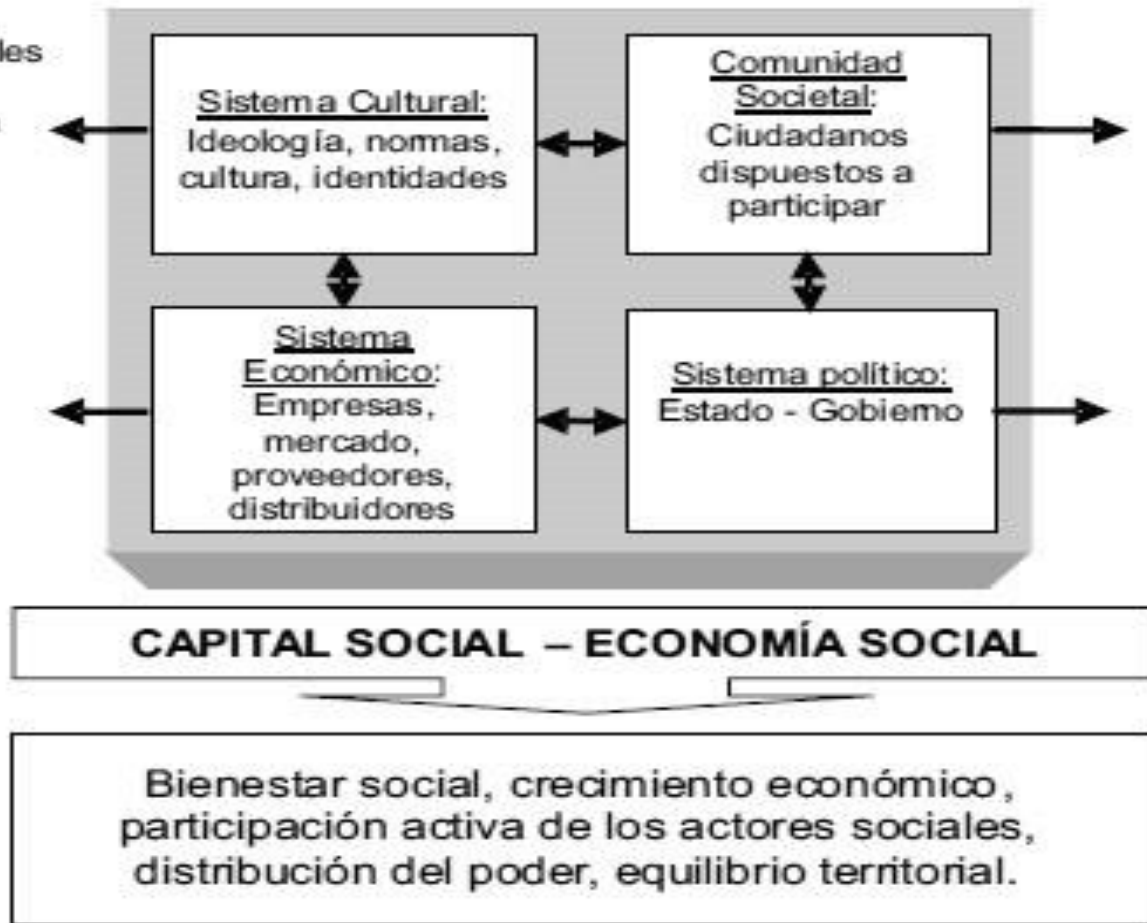 Sistema Cultural:
Ideología, normas,
cultura, identidades
Comunidad
Societal:
Ciudadanos
dispuestos a
participar
Sistema
Económico:
Empresas,
mercado,
proveedores,
distribuidores
Sistema político:
Estado - Gobierno
CAPITAL SOCIAL – ECONOMÍA SOCIAL
Bienestar social, crecimiento económico,
participación activa de los actores sociales,
distribución del poder, equilibrio territorial.